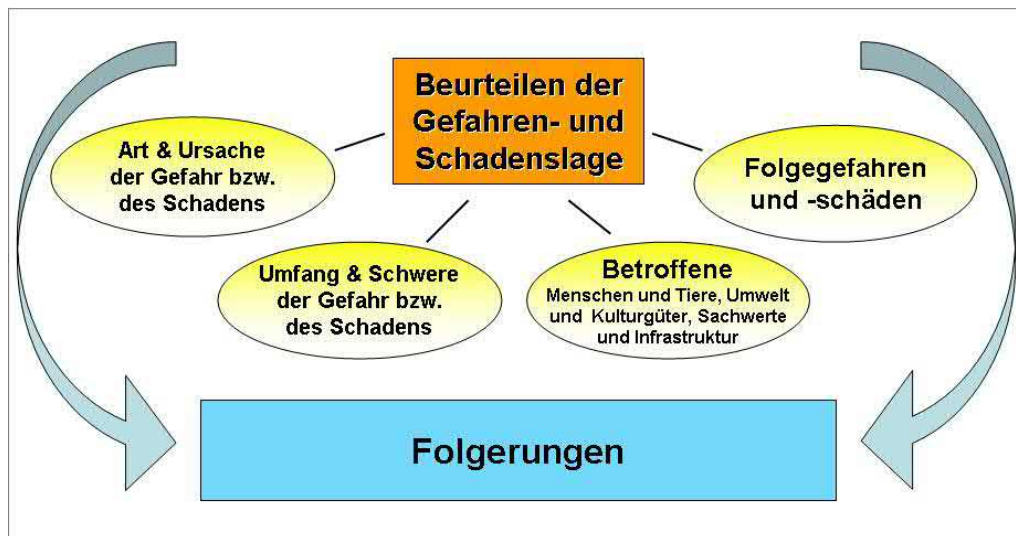 Beurteilen der
Gefahren- und
Schadenslage
Art & Ursache
der Gefahr bzw.
des Schadens
Folgegefahren
und -schäden
Umfang & Schwere
der Gefahr bzw.
des Schadens
Betroffene
Menschen und Tiere, Umwelt
und Kulturgüter, Sachwerte
und Infrastruktur
Folgerungen